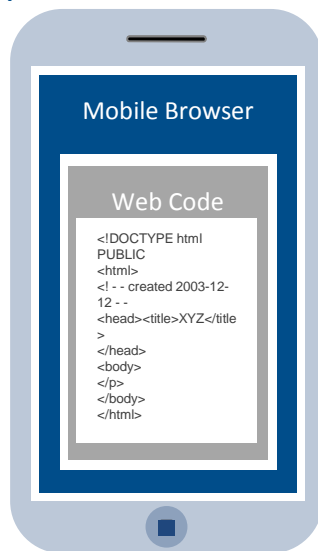 Mobile Browser
Web Code
<!DOCTYPE html
PUBLIC
<html>
<! - - created 2003-12-
12 - -
<head><title>XYZ</title
>
</head>
<body>
</p>
</body>
</html>